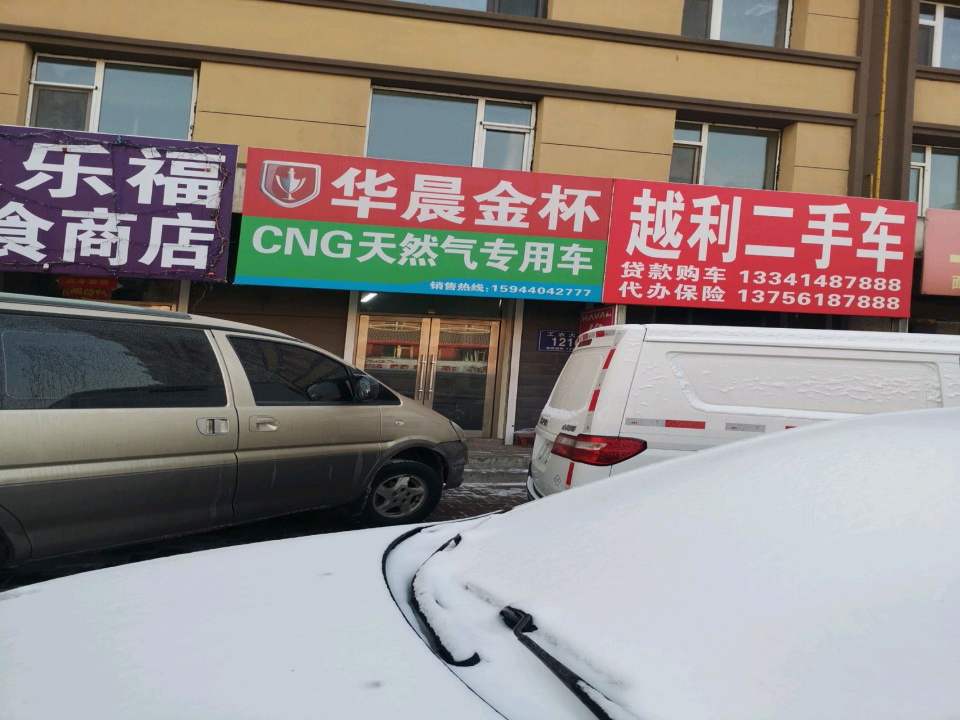 乐福
食商店
华晨金杯
CNG天然气专用车
销售热线:15944042777
越利二手车
贷款购车 13341487888
代办保险 13756187888
121